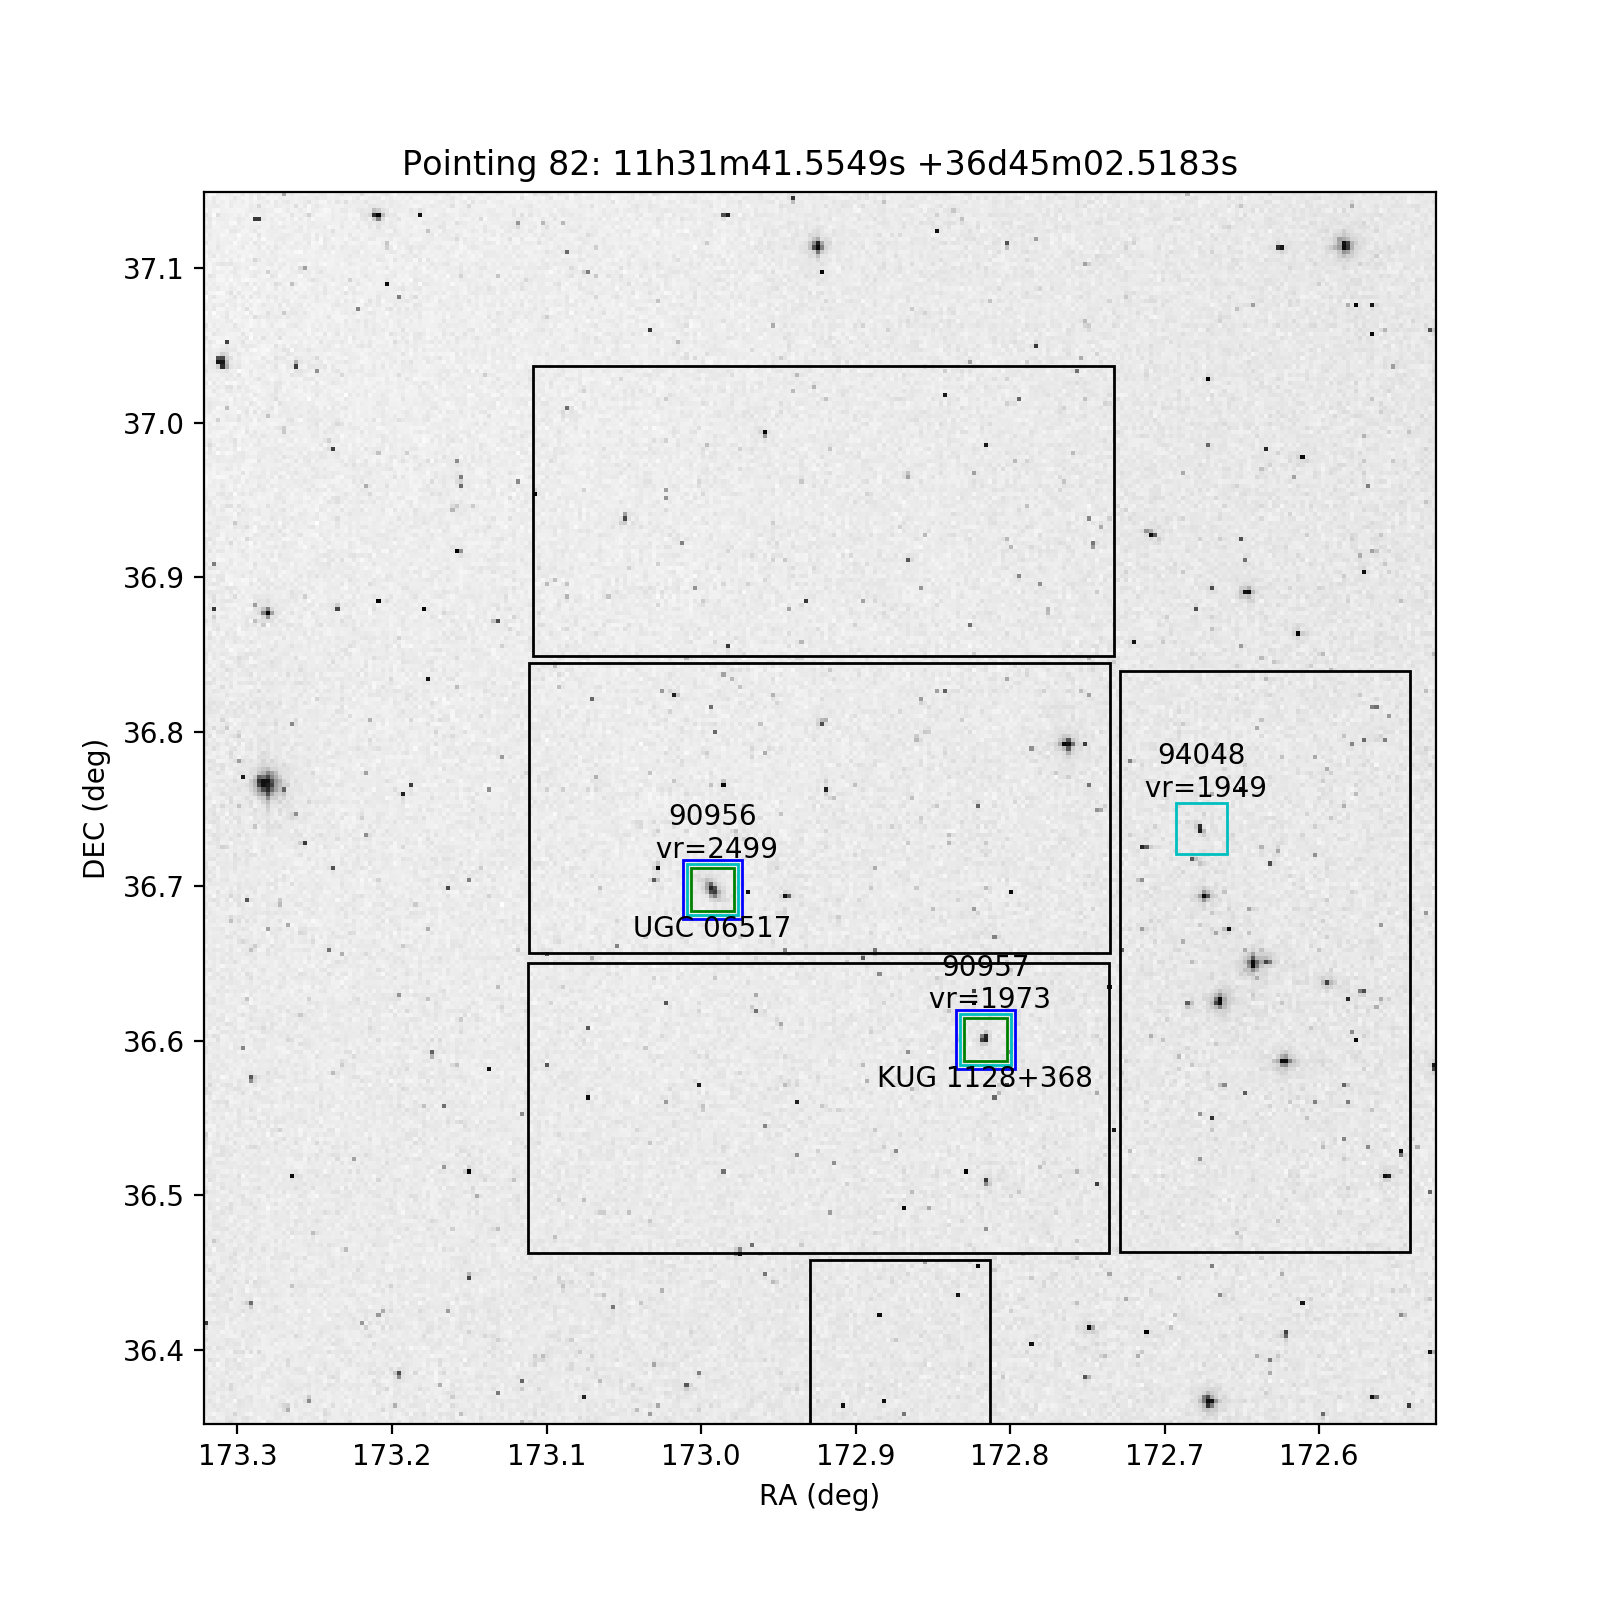 Pointing 82: 11h31m41.5549s +36d45m02.5183s
37.1
37.0
36.9
36.8
36.7
36.6
36.5
36.4
DEC (deg)
94048
vr=1949
90956
vr=2499
UGC 06517
90957
vr=1973
KUG 1128+368
173.3 173.2 173.1 173.0 172.9 172.8 172.7 172.6
RA (deg)